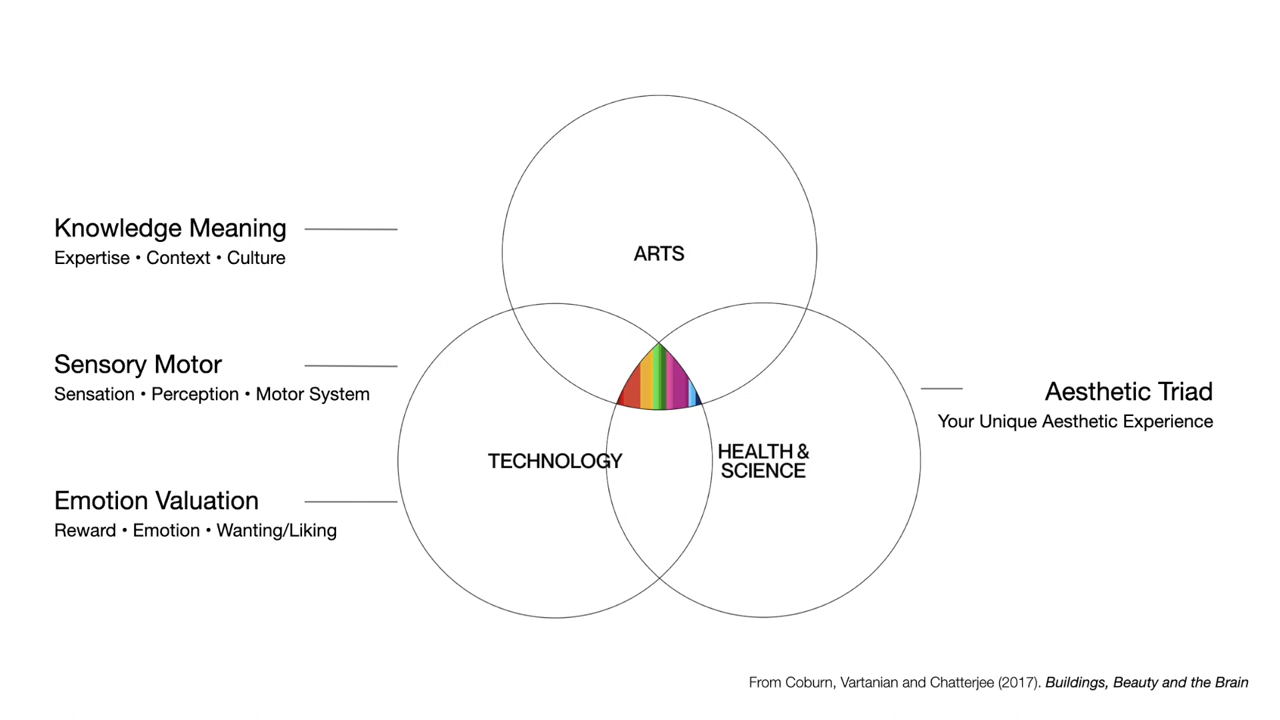 Knowledge Meaning
Expertise • Context • Culture
Sensory Motor
Sensation • Perception • Motor System
Emotion Valuation
Reward • Emotion • Wanting/Liking
ARTS
TECHNOLOGY
HEALTH &
SCIENCE
Aesthetic Triad
Your Unique Aesthetic Experience
From Coburn, Vartanian and Chatterjee (2017). Buildings, Beauty and the Brain